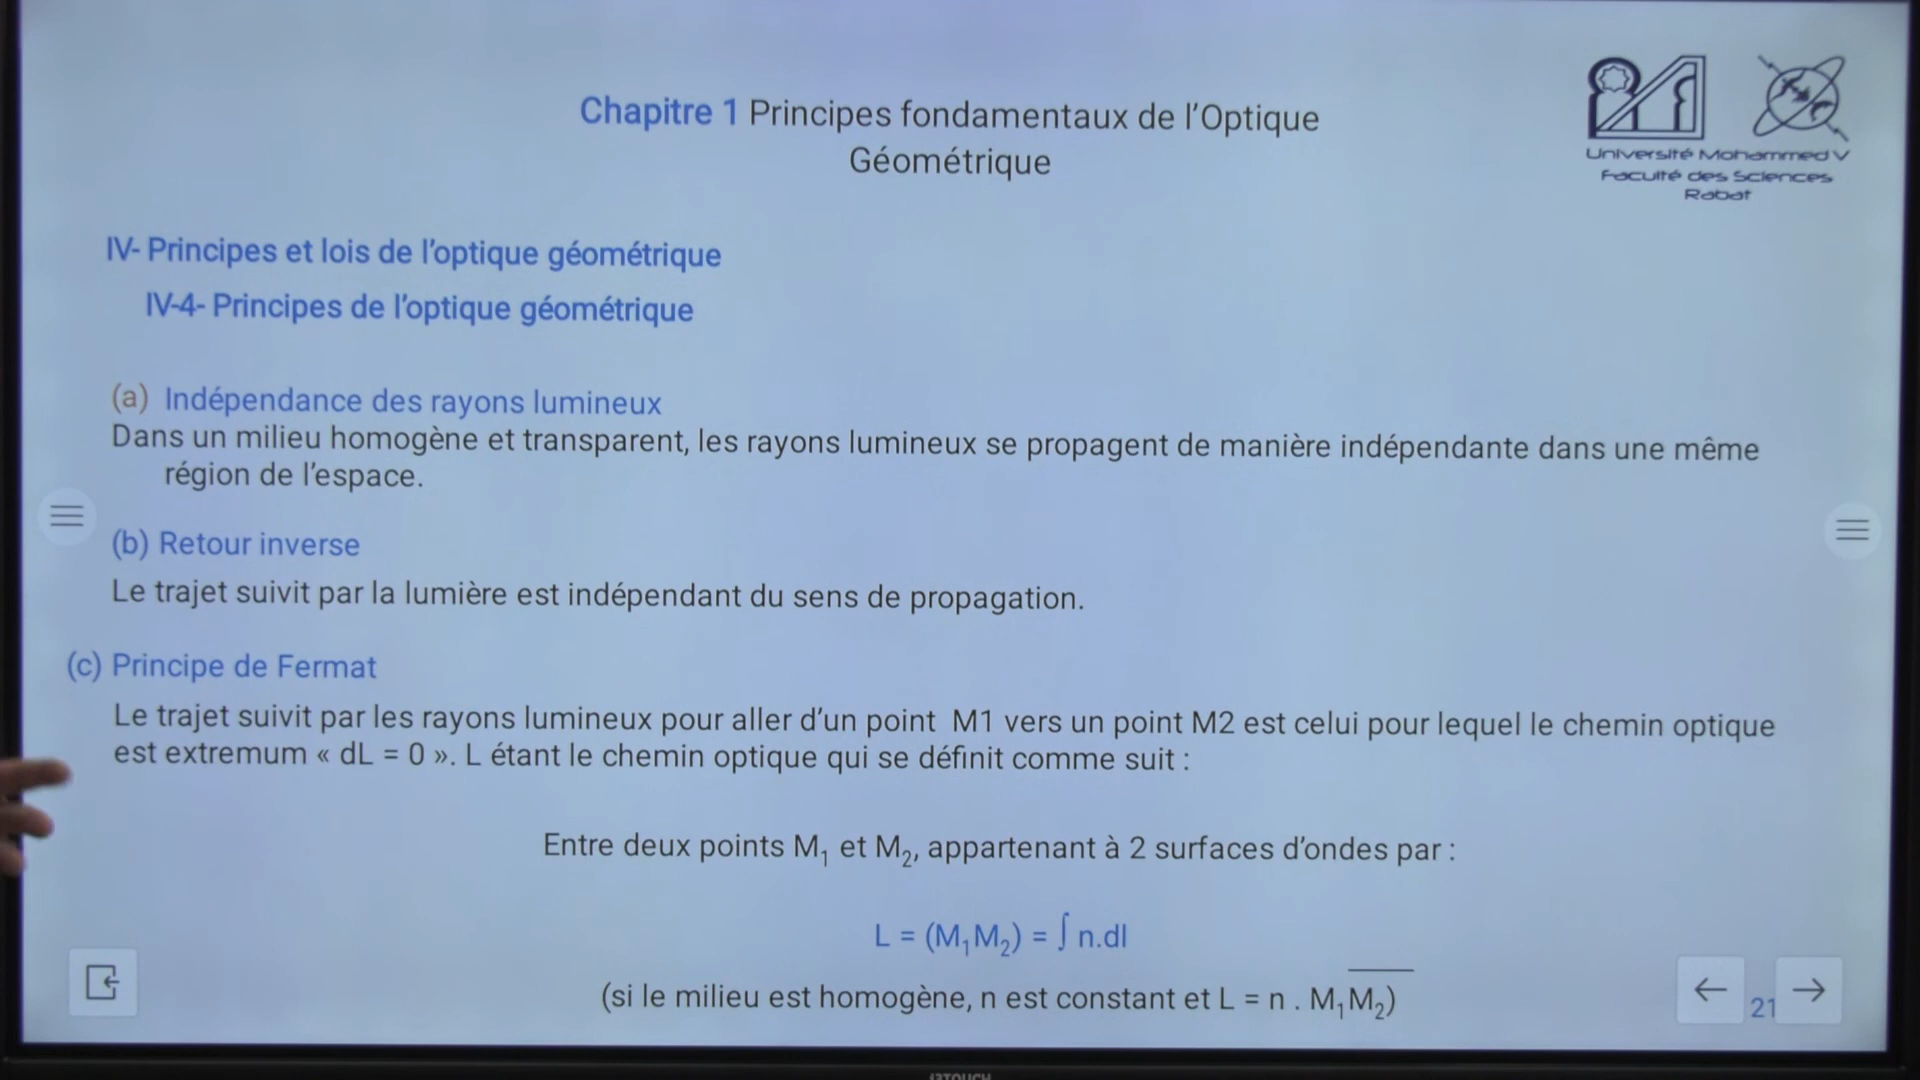 Chapitre 1 Principes fondamentaux de l'Optique
Géométrique
Université Mohammed V
Faculté des Sciences
Rabat
IV- Principes et lois de l'optique géométrique
IV-4- Principes de l'optique géométrique
(a) Indépendance des rayons lumineux
Dans un milieu homogène et transparent, les rayons lumineux se propagent de manière indépendante dans une même
région de l'espace.
(b) Retour inverse
Le trajet suivit par la lumière est indépendant du sens de propagation.
(c) Principe de Fermat
Le trajet suivit par les rayons lumineux pour aller d'un point M1 vers un point M2 est celui pour lequel le chemin optique
est extremum « dL = 0 ». L étant le chemin optique qui se définit comme suit :
Entre deux points M₁ et M₂, appartenant à 2 surfaces d'ondes par :
L = (M₁M₂) = ∫ n.dl
(si le milieu est homogène, n est constant et L = n . M₁M₂)
21